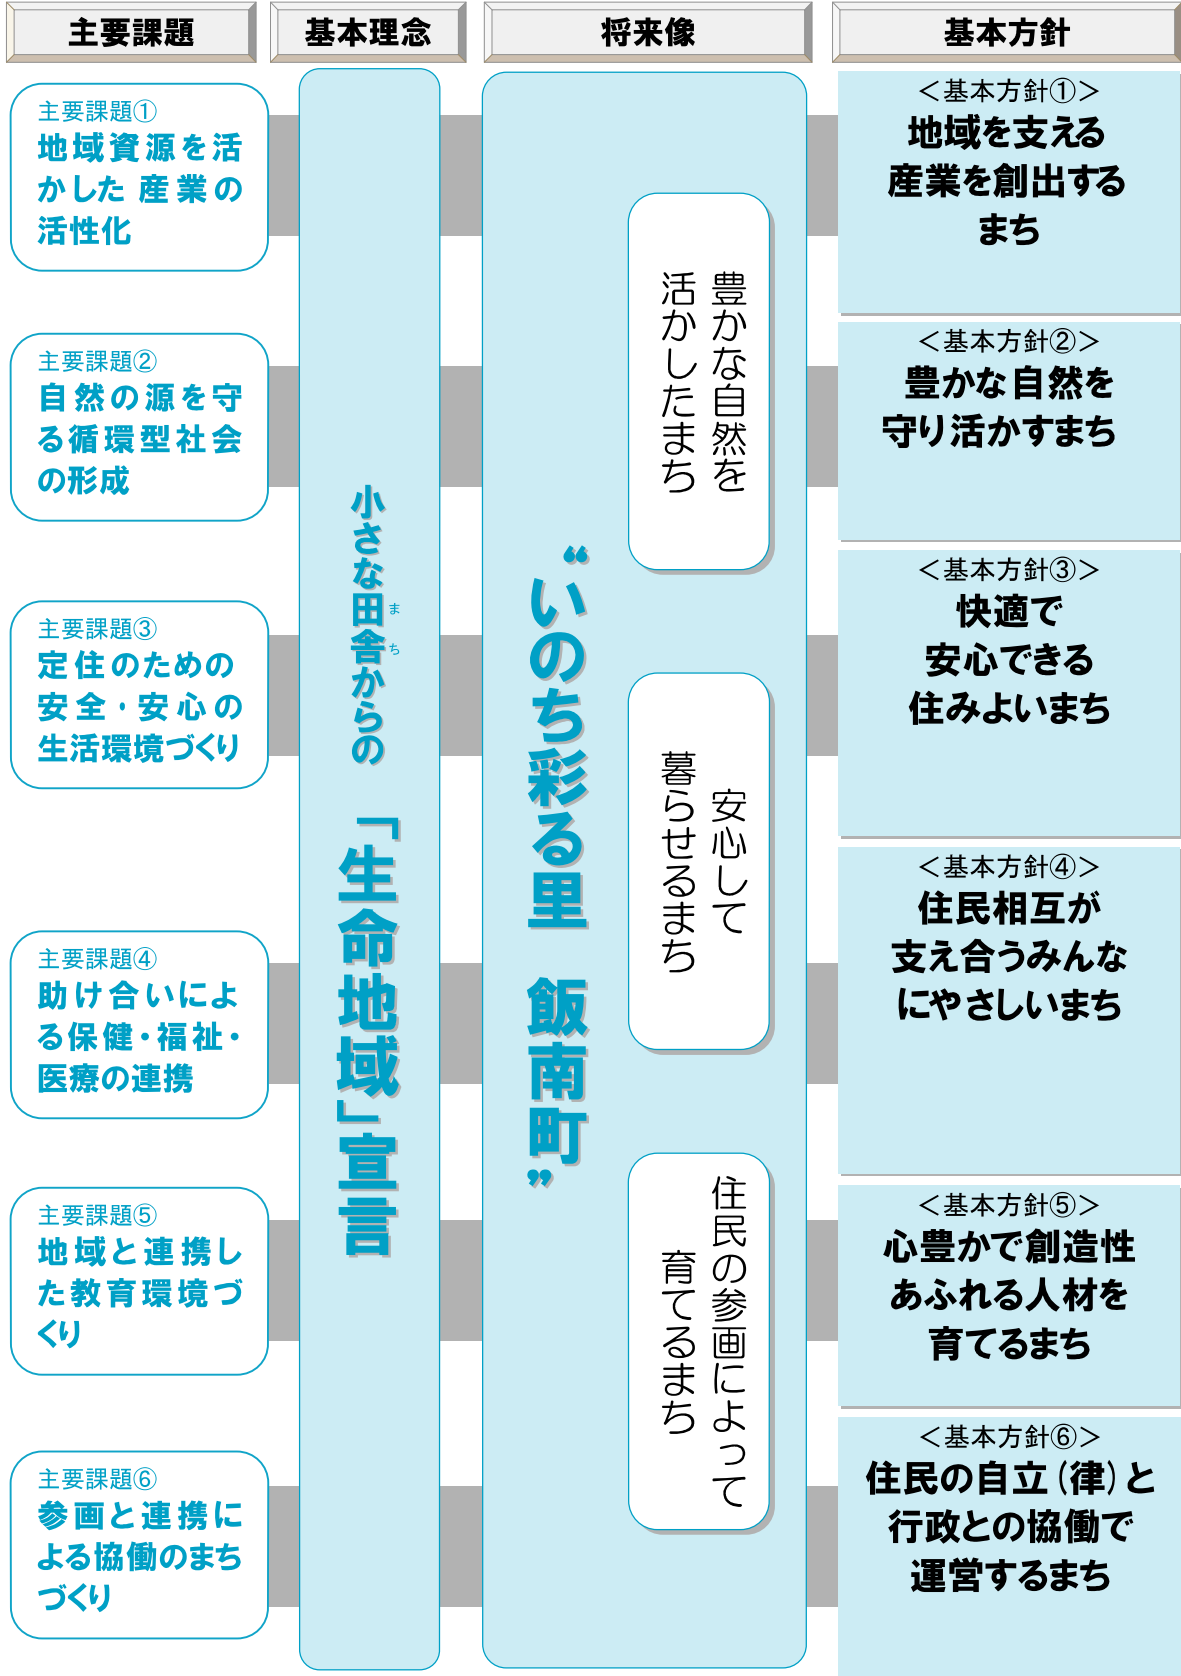 主要課題
基本理念
将来像
基本方針
主要課題①
地域資源を活
かした産業の
活性化
主要課題②
自然の源を守
る循環型社会
の形成
主要課題③
定住のための
安全・安心の
生活環境づくり
主要課題④
助け合いによ
る保健・福祉・
医療の連携
主要課題⑤
地域と連携し
た教育環境づ
くり
主要課題⑥
参画と連携に
よる協働のまち
づくり
小さな田舎からの
まち
「生命地域」宣言
“いのち彩る里　飯南町”
豊かな自然を
活かしたまち
安心して
暮らせるまち
住民の参画によって
育てるまち
＜基本方針①＞
地域を支える
産業を創出する
まち
＜基本方針②＞
豊かな自然を
守り活かすまち
＜基本方針③＞
快適で
安心できる
住みよいまち
＜基本方針④＞
住民相互が
支え合うみんな
にやさしいまち
＜基本方針⑤＞
心豊かで創造性
あふれる人材を
育てるまち
＜基本方針⑥＞
住民の自立(律)と
行政との協働で
運営するまち